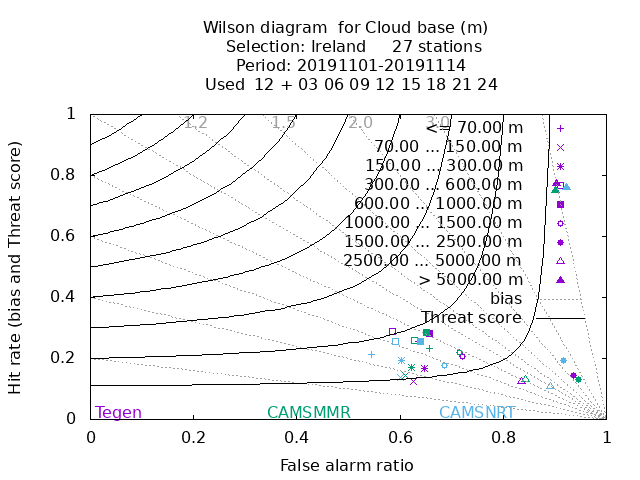 Wilson diagram  for Cloud base (m)
Selection: Ireland     27 stations
Period: 20191101-20191114
Used  12 + 03 06 09 12 15 18 21 24
Hit rate (bias and Threat score)
1
0.8
0.6
0.4
0.2
0
1.2 1.5 2.0 3.0
<= 70.00 m
70.00 ... 150.00 m
150.00 ... 300.00 m
300.00 ... 600.00 m
600.00 ... 1000.00 m
1000.00 ... 1500.00 m
1500.00 ... 2500.00 m
2500.00 ... 5000.00 m
> 5000.00 m
bias
Threat score
Tegen CAMSMMR CAMSNRT
0 0.2 0.4 0.6 0.8 1
False alarm ratio